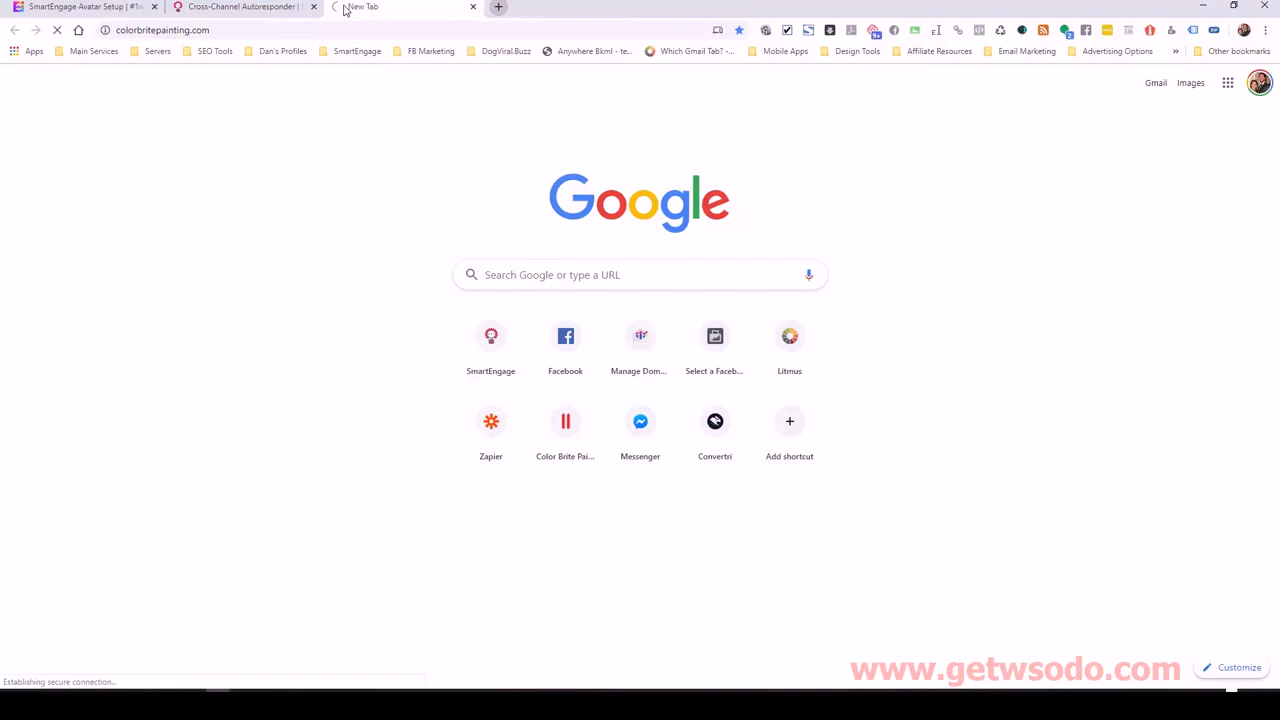 SmartEngage Avatar Setup | #1w
Cross-Channel Autoresponder |
New Tab
colorbritepainting.com
Apps
Main Services
Servers
SEO Tools
Dan's Profiles
SmartEngage
FB Marketing
DogViral.Buzz
Anywhere Bkml - te...
Which Gmail Tab? -...
Mobile Apps
Design Tools
Affiliate Resources
Email Marketing
Advertising Options
»
Other bookmarks
Gmail
Images
Google
Search Google or type a URL
SmartEngage
Facebook
Manage Dom...
Select a Faceb...
Litmus
Zapier
Color Brite Pai...
Messenger
Convertri
Add shortcut
Customize
www.getwsodo.com
Establishing secure connection...